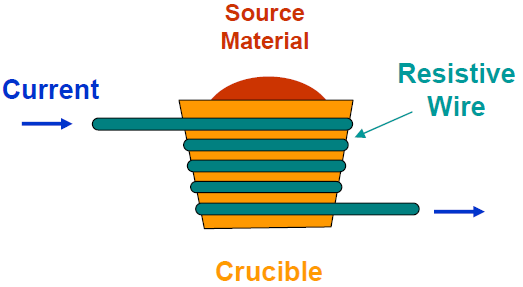 Source
Material
Current
Resistive
Wire
Crucible